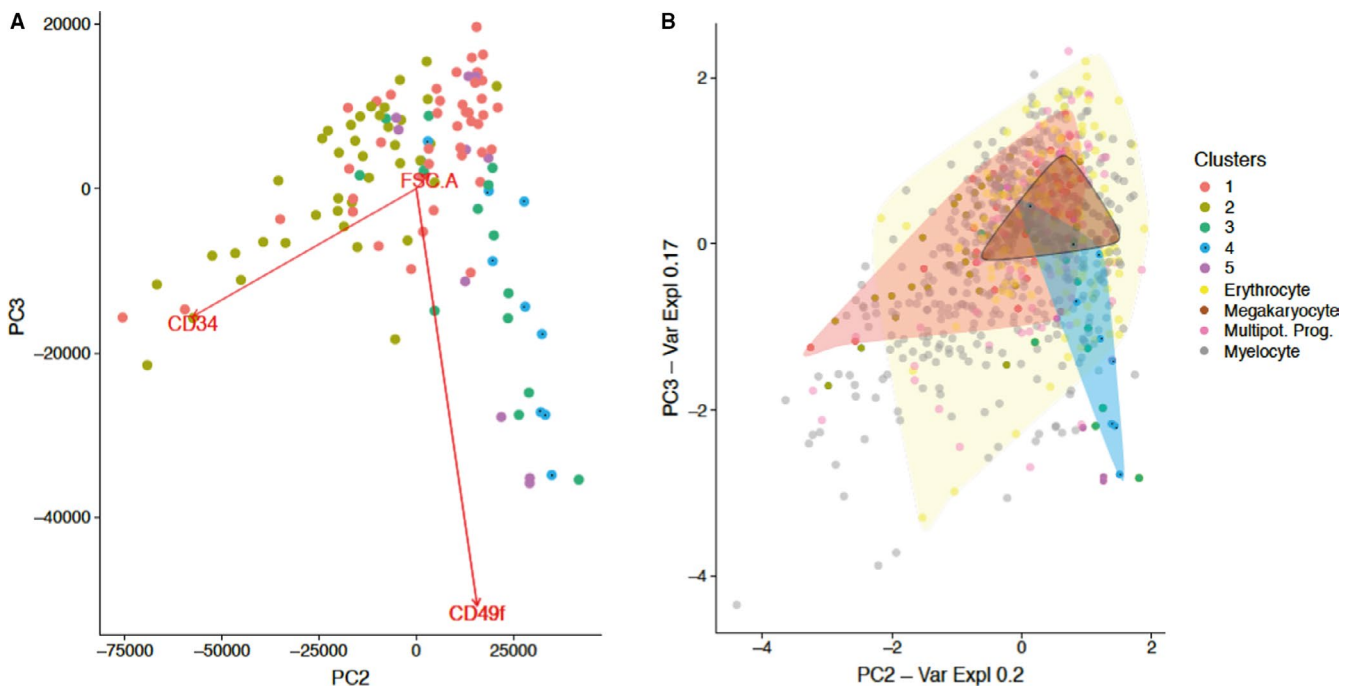 A
20000
0
−20000
−40000
PC3
FSC.A
CD34
CD49f
−75000
−50000
−25000
0
25000
PC2
B
2
0
−2
−4
PC3 – Var Expl 0.17
−4
−2
0
2
PC2 – Var Expl 0.2
Clusters
1
2
3
4
5
Erythrocyte
Megakaryocyte
Multipot. Prog.
Myelocyte